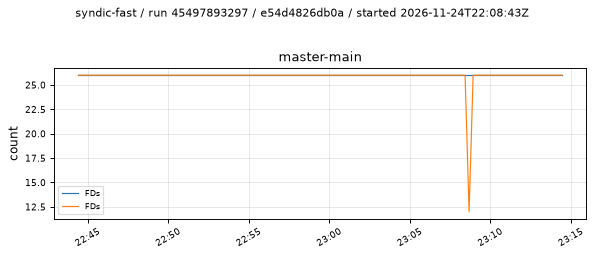 syndic-fast / run 45497893297 / e54d4826db0a / started 2026-11-24T22:08:43Z
master-main
count
25.0
22.5
20.0
17.5
15.0
12.5
FDs
FDs
22:45
22:50
22:55
23:00
23:05
23:10
23:15